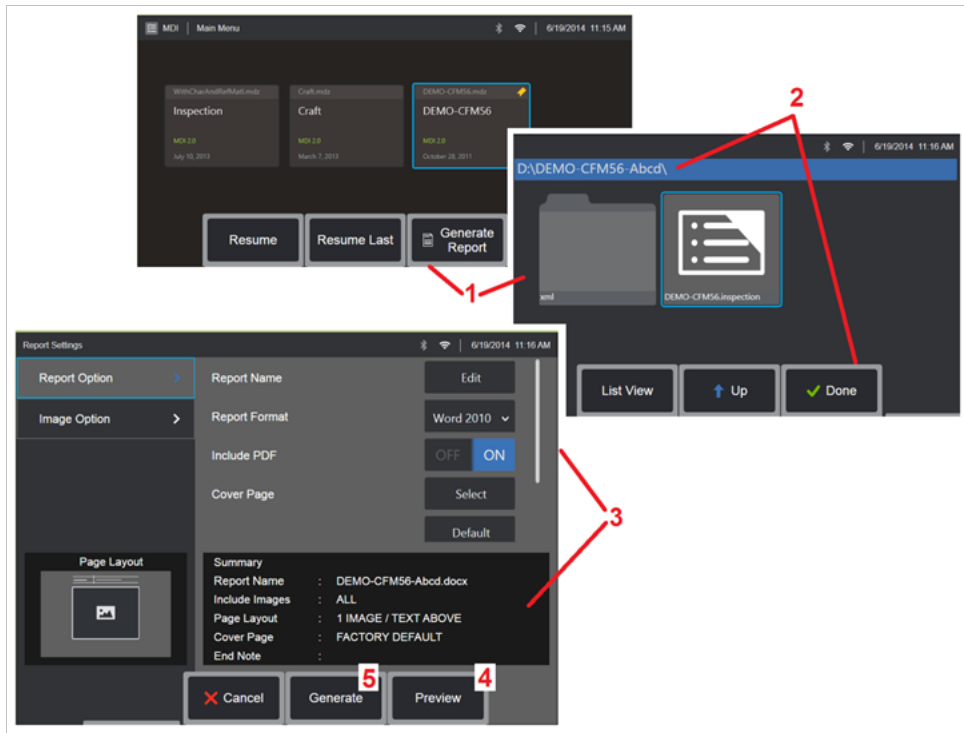 MDI | Main Menu
6/19/2014 11:15 AM
WithCharAndRefMatl.mdz
Inspection
MDI 2.0
July 10, 2013
Craft.mdz
Craft
MDI 2.0
March 7, 2013
DEMO-CFM56.mdz
DEMO-CFM56
MDI 2.0
October 28, 2011
Resume
Resume Last
Generate
Report
1
2
6/19/2014 11:16 AM
D:\DEMO-CFM56-Abcd\
xml
DEMO-CFM56.inspection
List View
Up
Done
Report Settings
6/19/2014 11:16 AM
Report Option
Image Option
Report Name
Edit
Report Format
Word 2010
Include PDF
OFF ON
Cover Page
Select
Default
3
Page Layout
Summary
Report Name : DEMO-CFM56-Abcd.docx
Include Images : ALL
Page Layout : 1 IMAGE / TEXT ABOVE
Cover Page : FACTORY DEFAULT
End Note :
Cancel
Generate
5
Preview
4